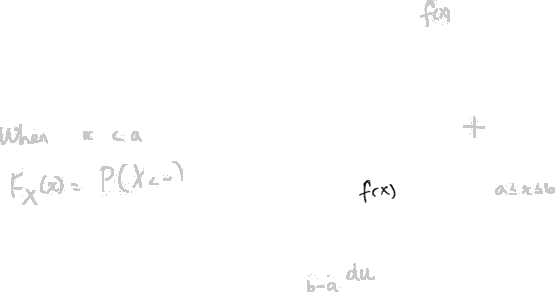 f(x)
+
When x < a
F_X(x) = P(X <
f(x) a ≤ x ≤ b
b-a du